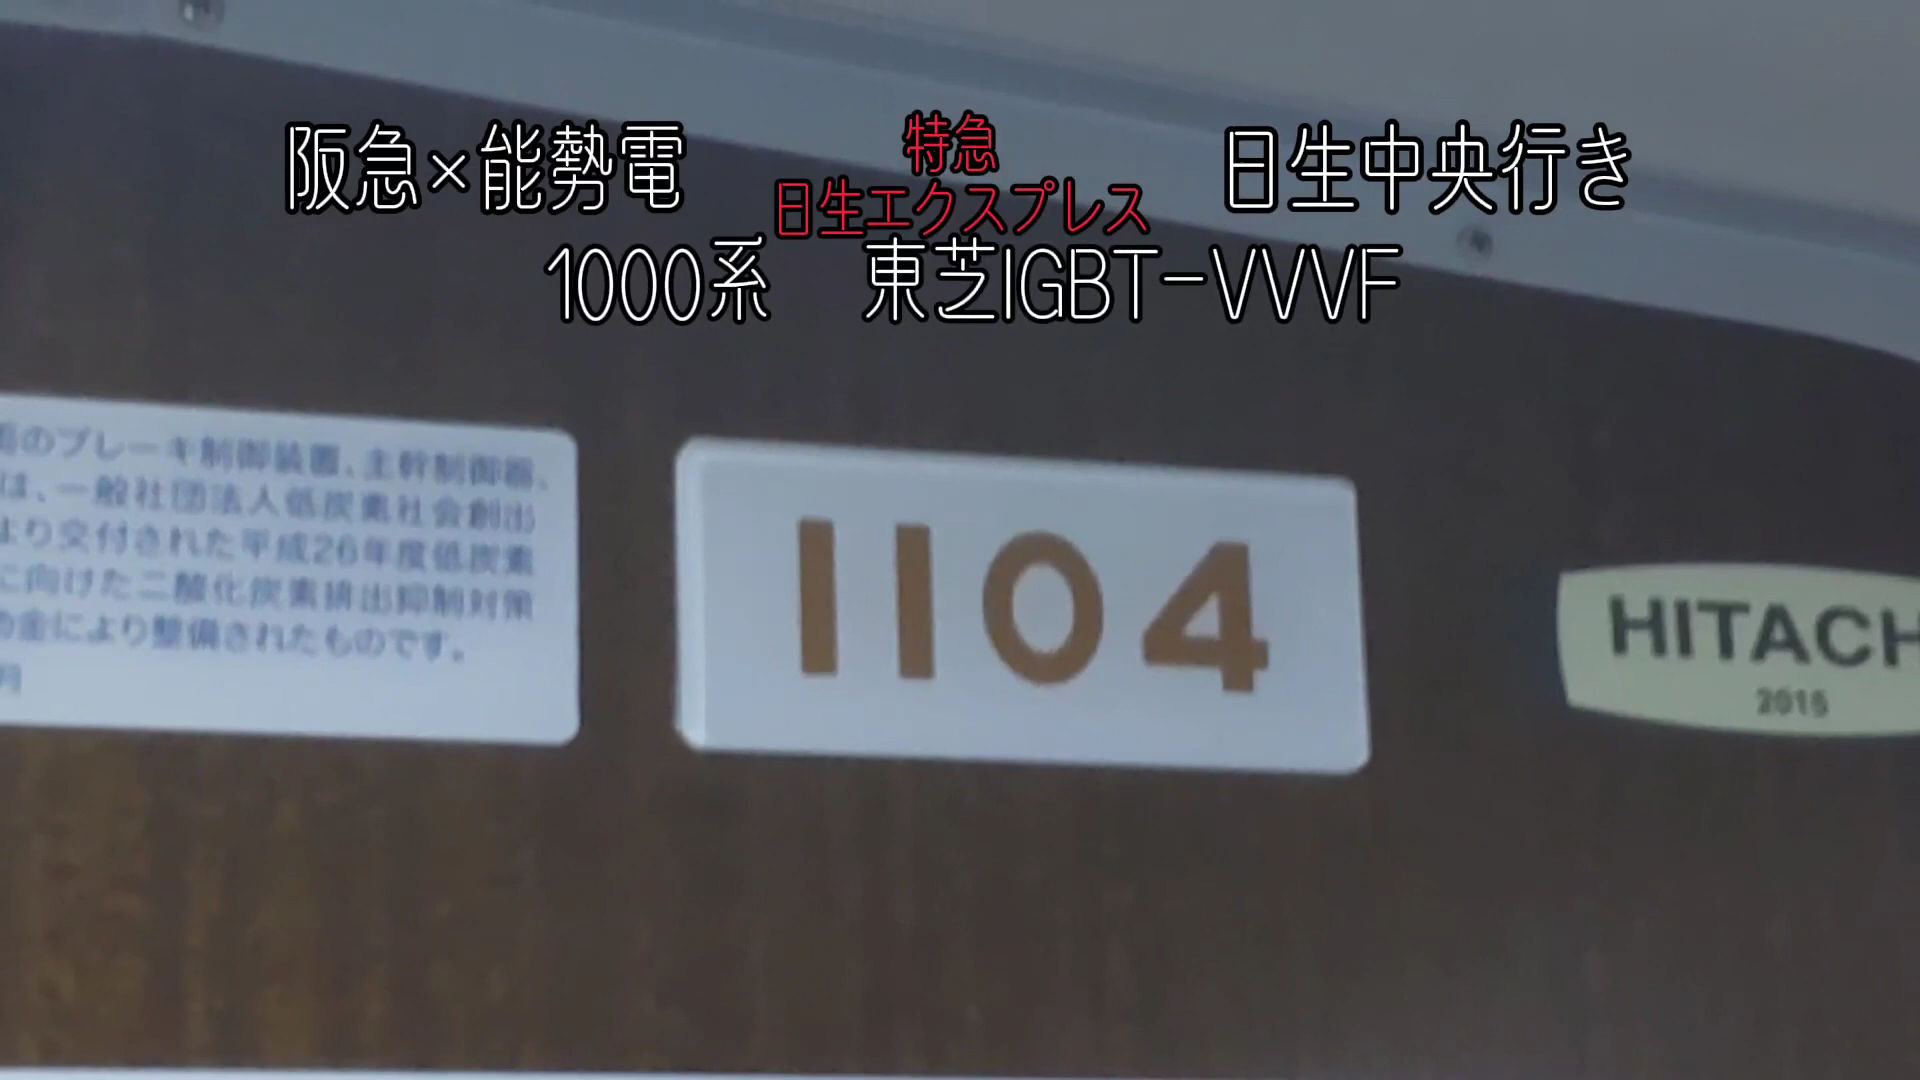 阪急×能勢電 特急 日生中央行き
日生エクスプレス
1000系 東芝IGBT-VVVF
のブレーキ制御装置、主幹制御器、
は、一般社団法人低炭素社会創出
より交付された平成26年度低炭素
に向けた二酸化炭素排出抑制対策
金により整備されたものです。
月
1104
HITACH
2015